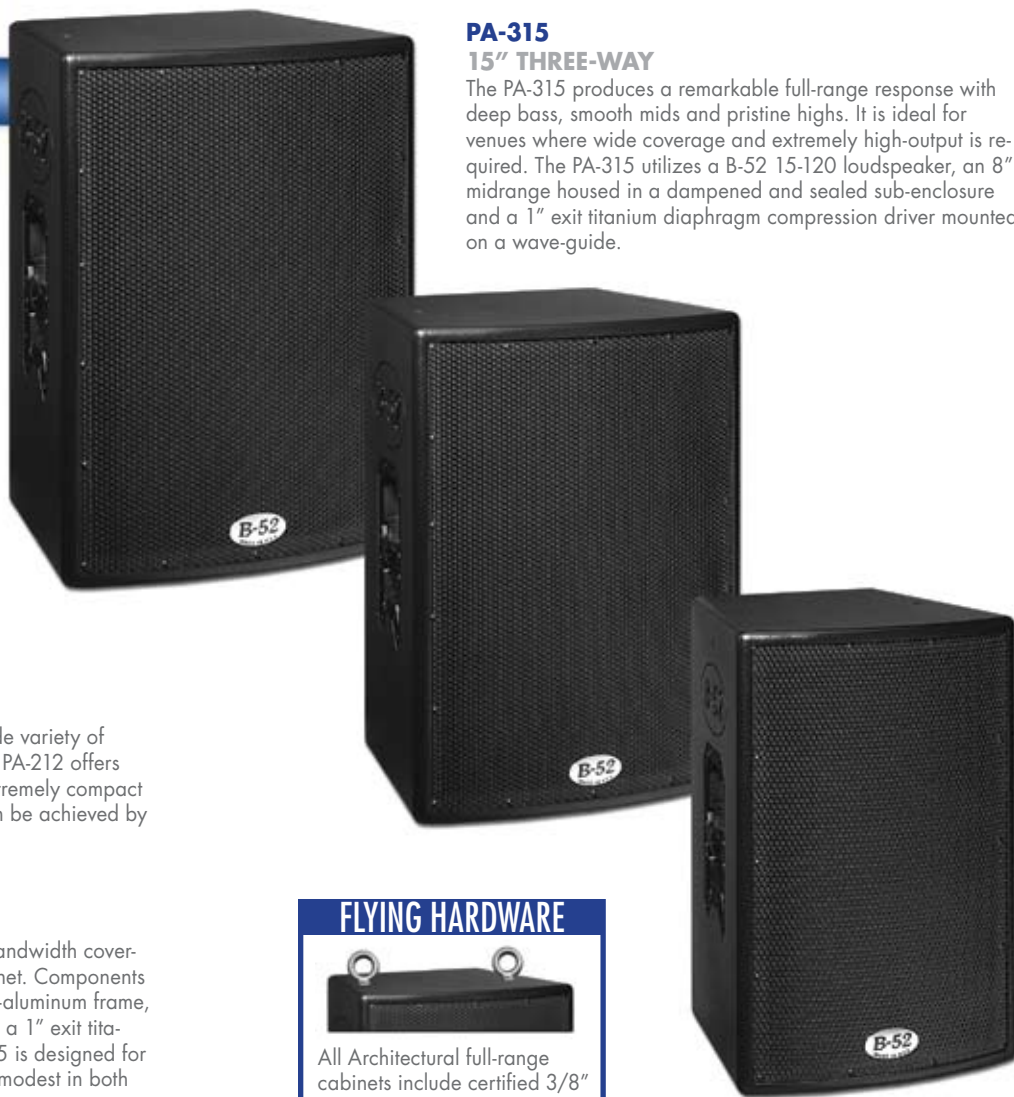 PA-315
15” THREE-WAY
The PA-315 produces a remarkable full-range response with
deep bass, smooth mids and pristine highs. It is ideal for
venues where wide coverage and extremely high-output is re-
quired. The PA-315 utilizes a B-52 15-120 loudspeaker, an 8”
midrange housed in a dampened and sealed sub-enclosure
and a 1” exit titanium diaphragm compression driver mounted
on a wave-guide.
B-52
B-52
B-52
variety of
PA-212 offers
compact
be achieved by
andwidth cover-
Components
-aluminum frame,
a 1” exit tita-
is designed for
modest in both
FLYING HARDWARE
All Architectural full-range
cabinets include certified 3/8”